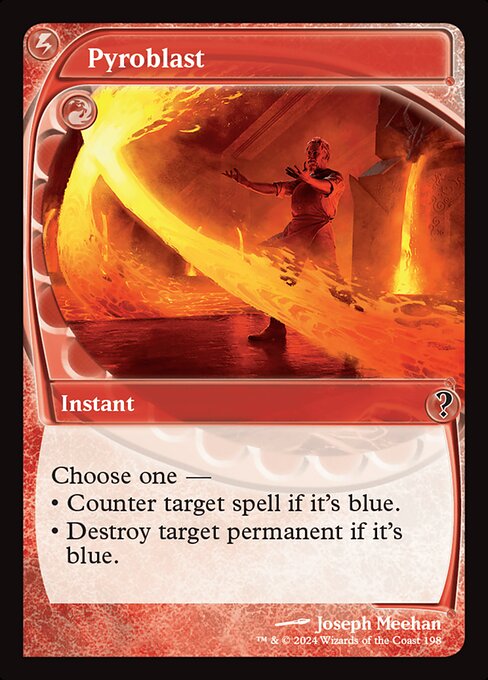 Pyroblast
Instant
?
Choose one —
• Counter target spell if it's blue.
• Destroy target permanent if it's
blue.
Joseph Meehan
™ & © 2024 Wizards of the Coast 198